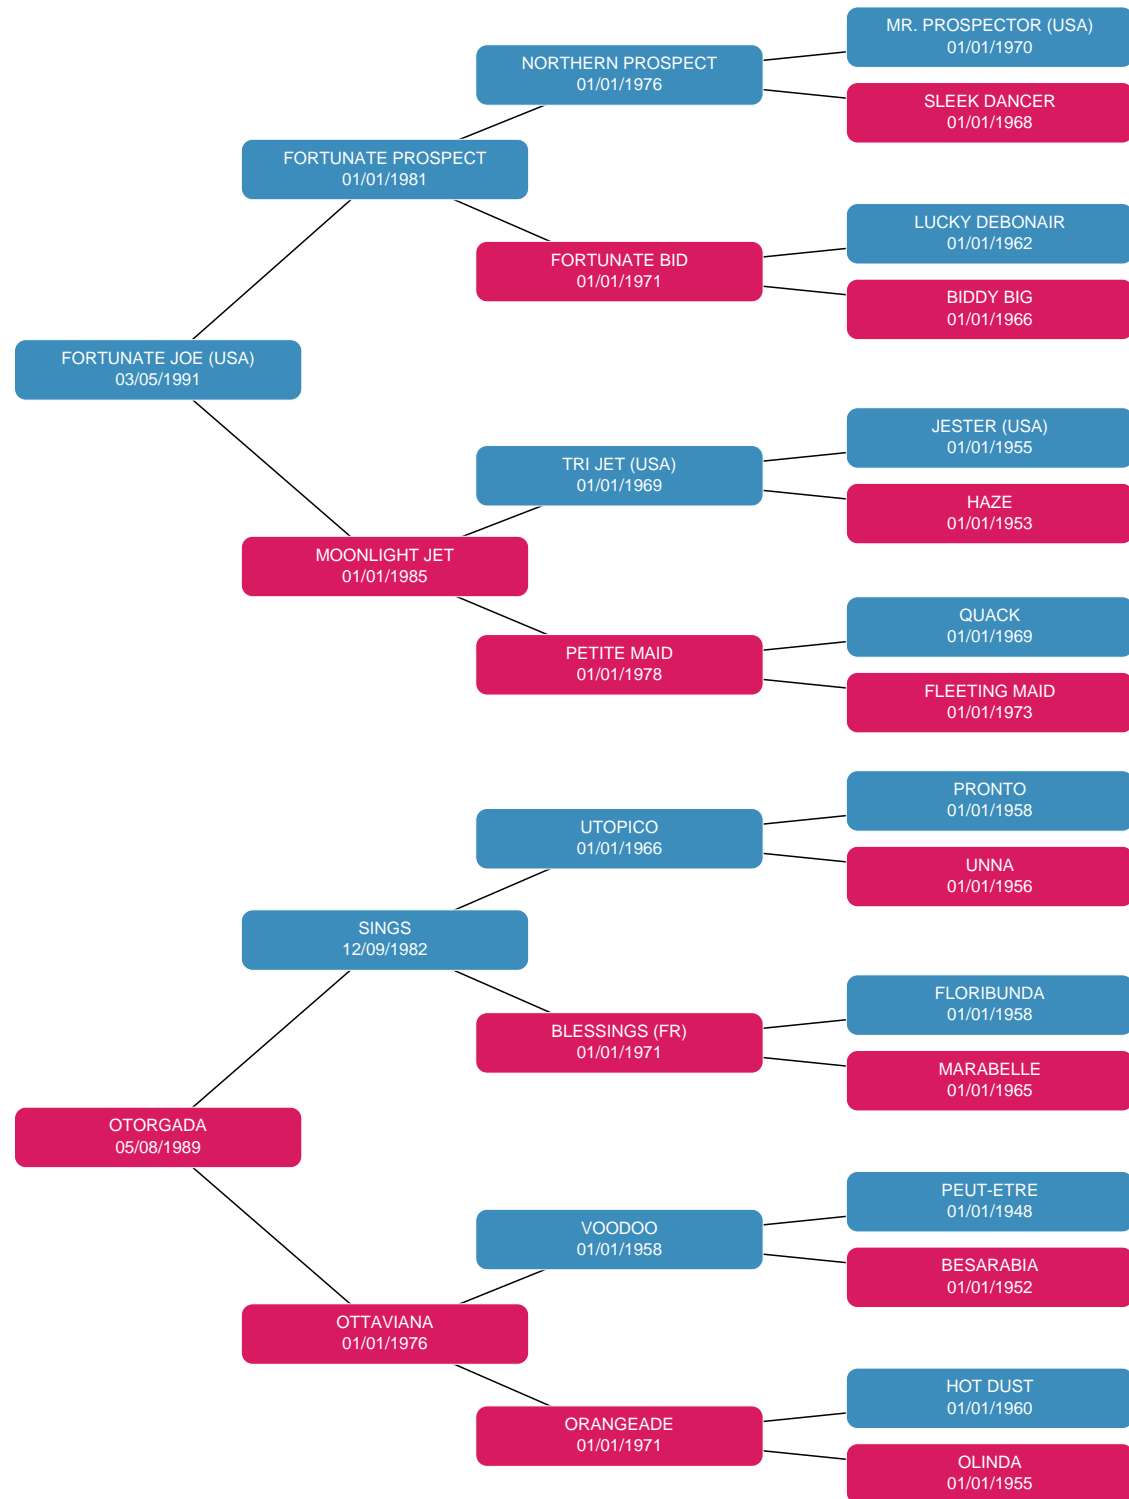 MR. PROSPECTOR (USA)
01/01/1970
NORTHERN PROSPECT
01/01/1976
SLEEK DANCER
01/01/1968
FORTUNATE PROSPECT
01/01/1981
LUCKY DEBONAIR
01/01/1962
FORTUNATE BID
01/01/1971
BIDDY BIG
01/01/1966
FORTUNATE JOE (USA)
03/05/1991
JESTER (USA)
01/01/1955
TRI JET (USA)
01/01/1969
HAZE
01/01/1953
MOONLIGHT JET
01/01/1985
QUACK
01/01/1969
PETITE MAID
01/01/1978
FLEETING MAID
01/01/1973
PRONTO
01/01/1958
UTOPICO
01/01/1966
UNNA
01/01/1956
SINGS
12/09/1982
FLORIBUNDA
01/01/1958
BLESSINGS (FR)
01/01/1971
MARABELLE
01/01/1965
OTORGADA
05/08/1989
PEUT-ETRE
01/01/1948
VOODOO
01/01/1958
BESARABIA
01/01/1952
OTTAVIANA
01/01/1976
HOT DUST
01/01/1960
ORANGEADE
01/01/1971
OLINDA
01/01/1955